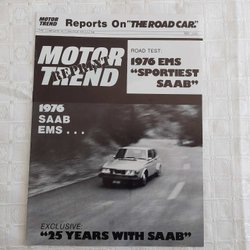 MOTOR TREND Reports On "THE ROAD CAR."
MOTOR TREND
REPRINT
ROAD TEST:
1976 EMS
"SPORTIEST
SAAB"
1976
SAAB
EMS . . .
EXCLUSIVE:
"25 YEARS WITH SAAB"